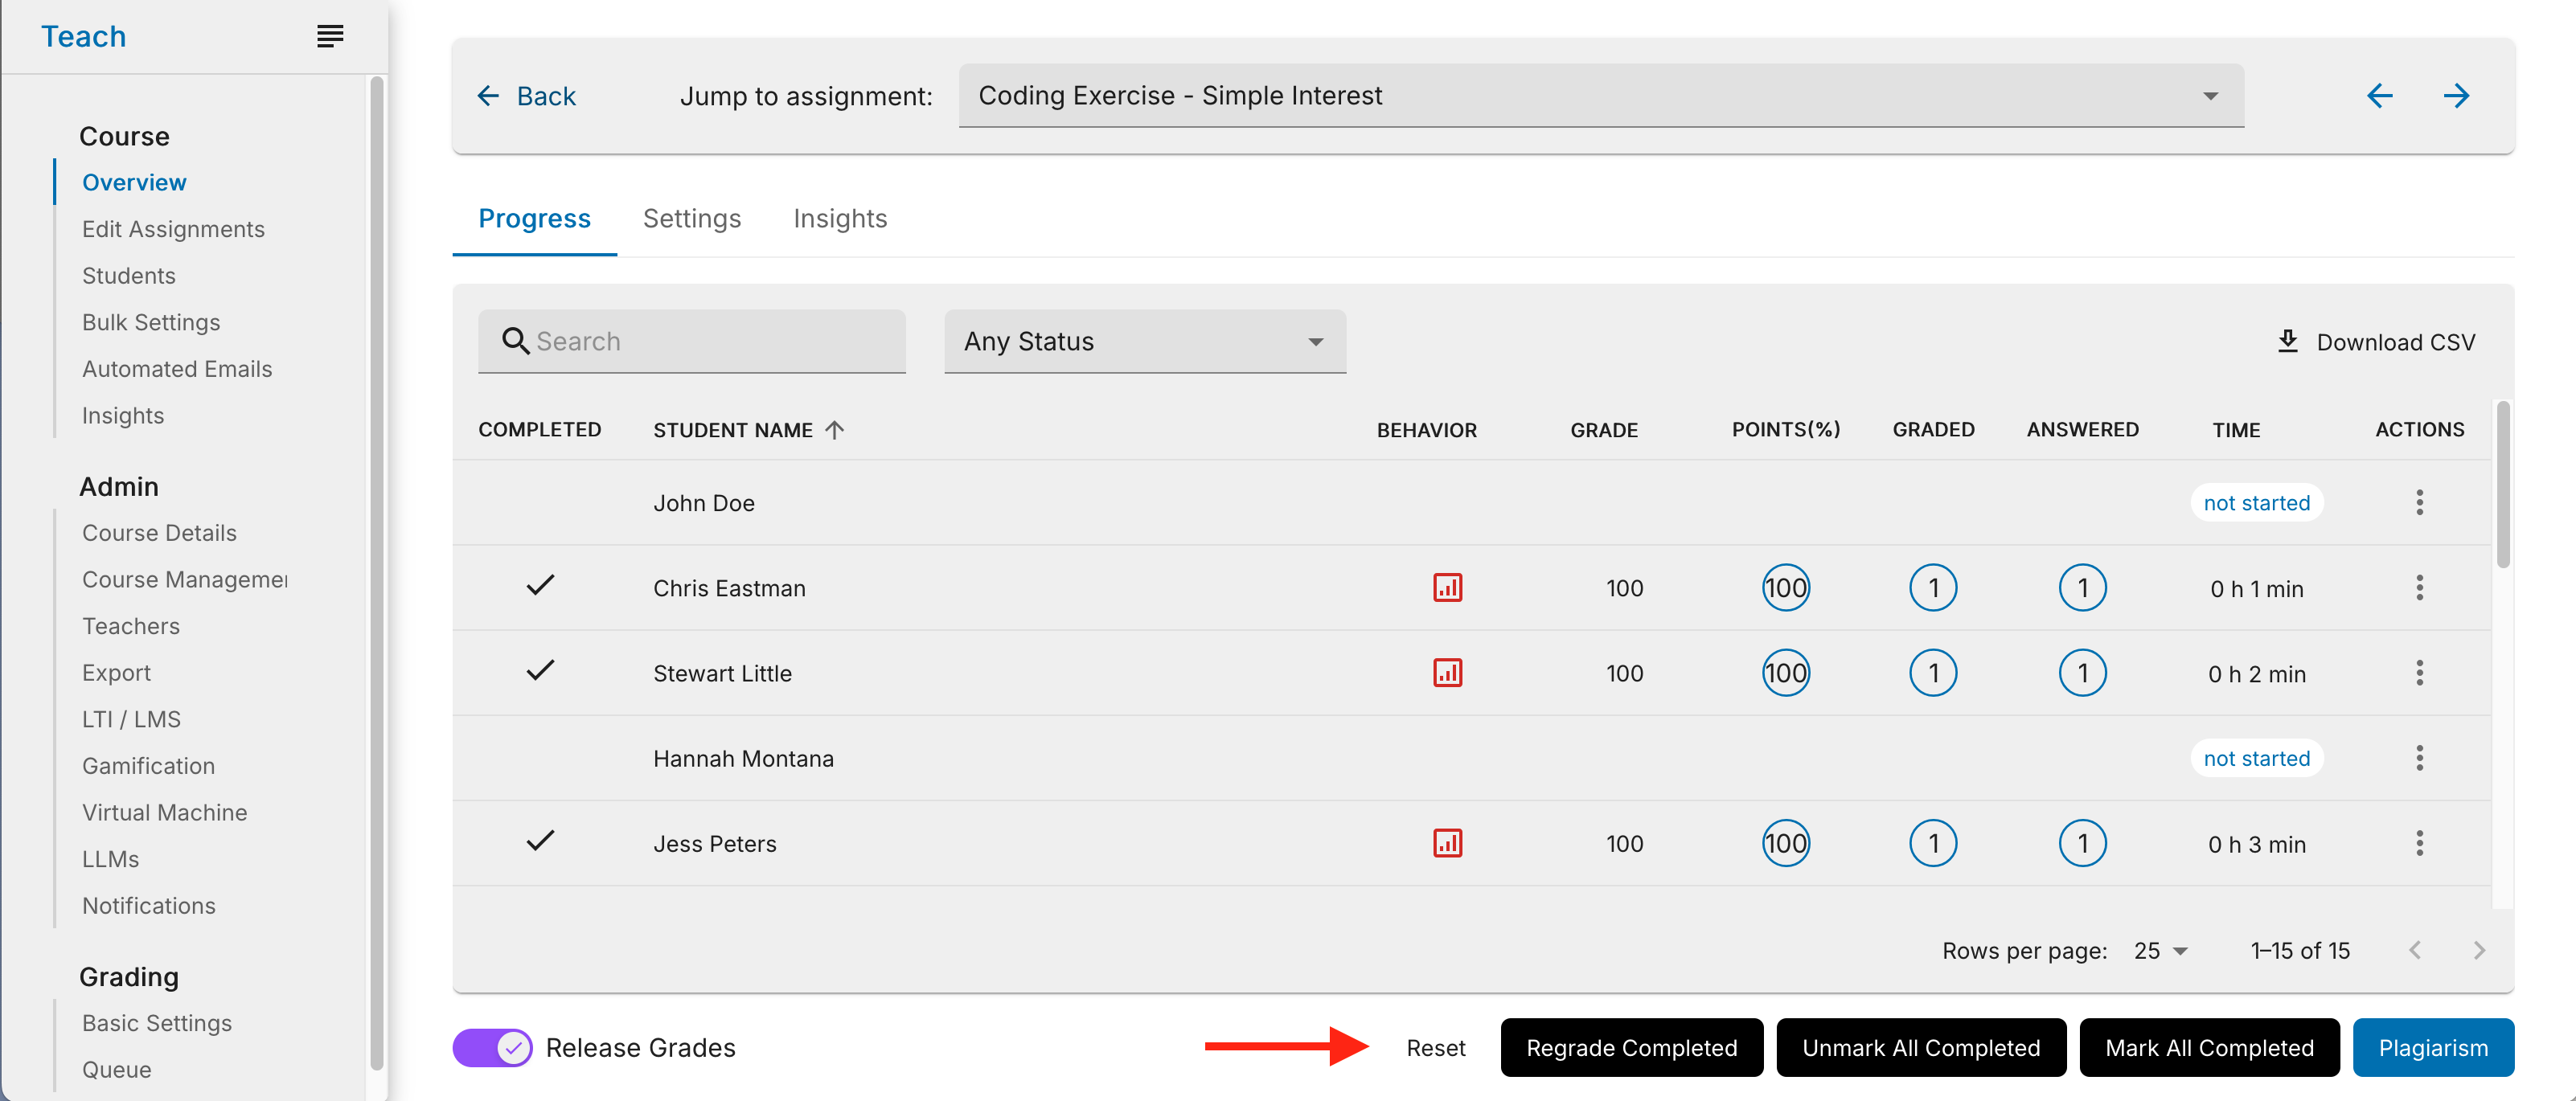 Teach
Course
Overview
Edit Assignments
Students
Bulk Settings
Automated Emails
Insights
Admin
Course Details
Course Managemer
Teachers
Export
LTI / LMS
Gamification
Virtual Machine
LLMs
Notifications
Grading
Basic Settings
Queue
Back
Jump to assignment: Coding Exercise - Simple Interest
Progress Settings Insights
Search Any Status Download CSV
COMPLETED STUDENT NAME BEHAVIOR GRADE POINTS(%) GRADED ANSWERED TIME ACTIONS
John Doe not started
Chris Eastman 100 100 1 1 0 h 1 min
Stewart Little 100 100 1 1 0 h 2 min
Hannah Montana not started
Jess Peters 100 100 1 1 0 h 3 min
Rows per page: 25 1–15 of 15
Release Grades Reset Regrade Completed Unmark All Completed Mark All Completed Plagiarism